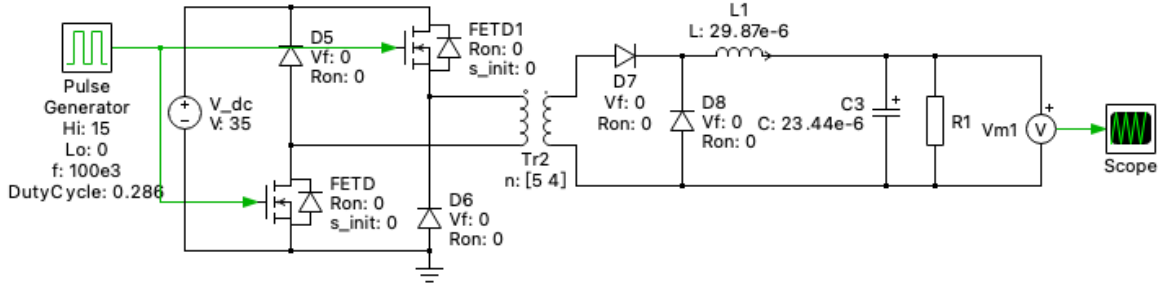 Pulse
Generator
Hi: 15
Lo: 0
f: 100e3
DutyCycle: 0.286
V_dc
V: 35
D5
Vf: 0
Ron: 0
FETD1
Ron: 0
s_init: 0
FETD
Ron: 0
s_init: 0
D6
Vf: 0
Ron: 0
Tr2
n: [5 4]
D7
Vf: 0
Ron: 0
D8
Vf: 0
Ron: 0
L1
L: 29.87e-6
C3
C: 23.44e-6
R1
Vm1
V
Scope